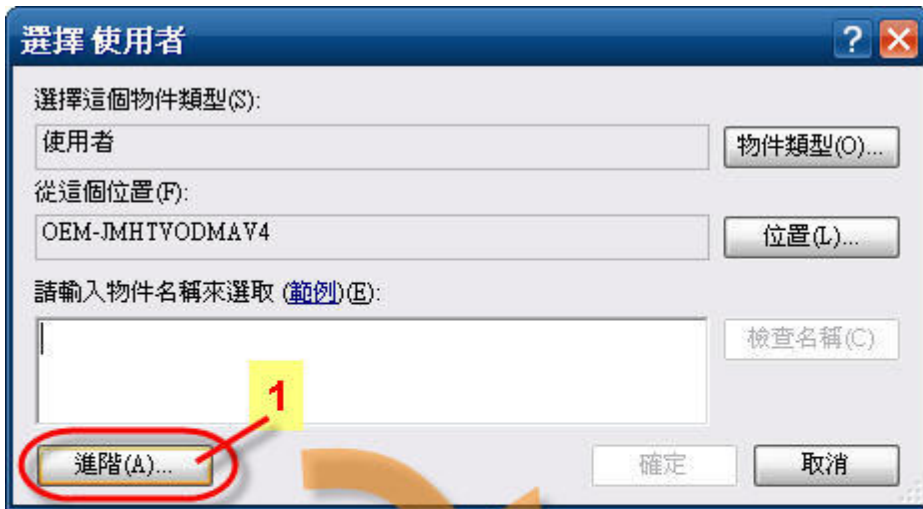 選擇 使用者
選擇這個物件類型(S):
使用者
物件類型(O)...
從這個位置(F):
OEM-JMHTVODMAV4
位置(L)...
請輸入物件名稱來選取 (範例)(E):
檢查名稱(C)
1
進階(A)...
確定
取消